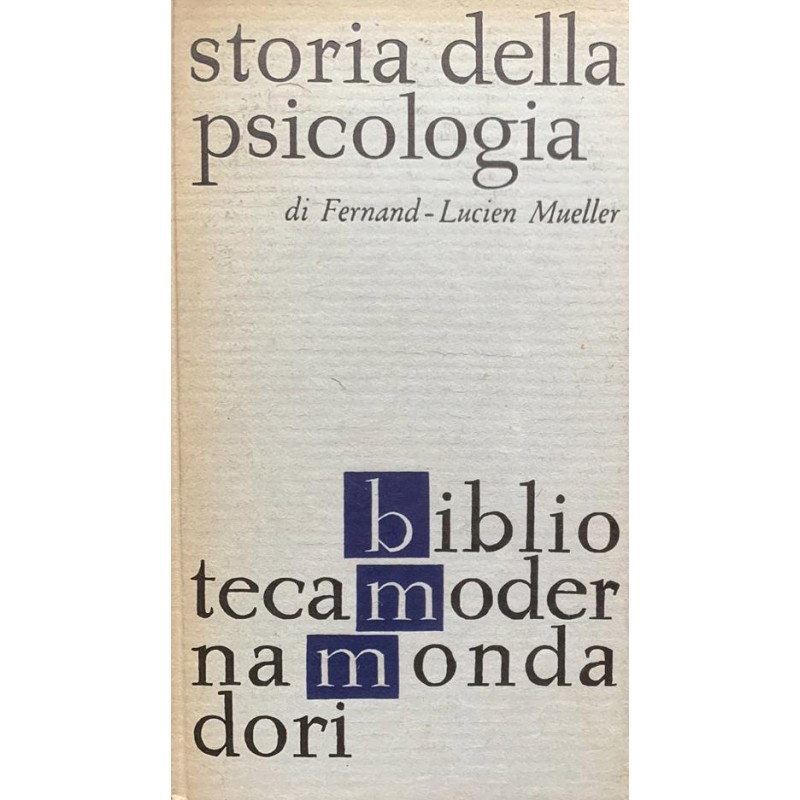 storia della
psicologia
di Fernand-Lucien Mueller
biblio
tecamoder
namonda
dori